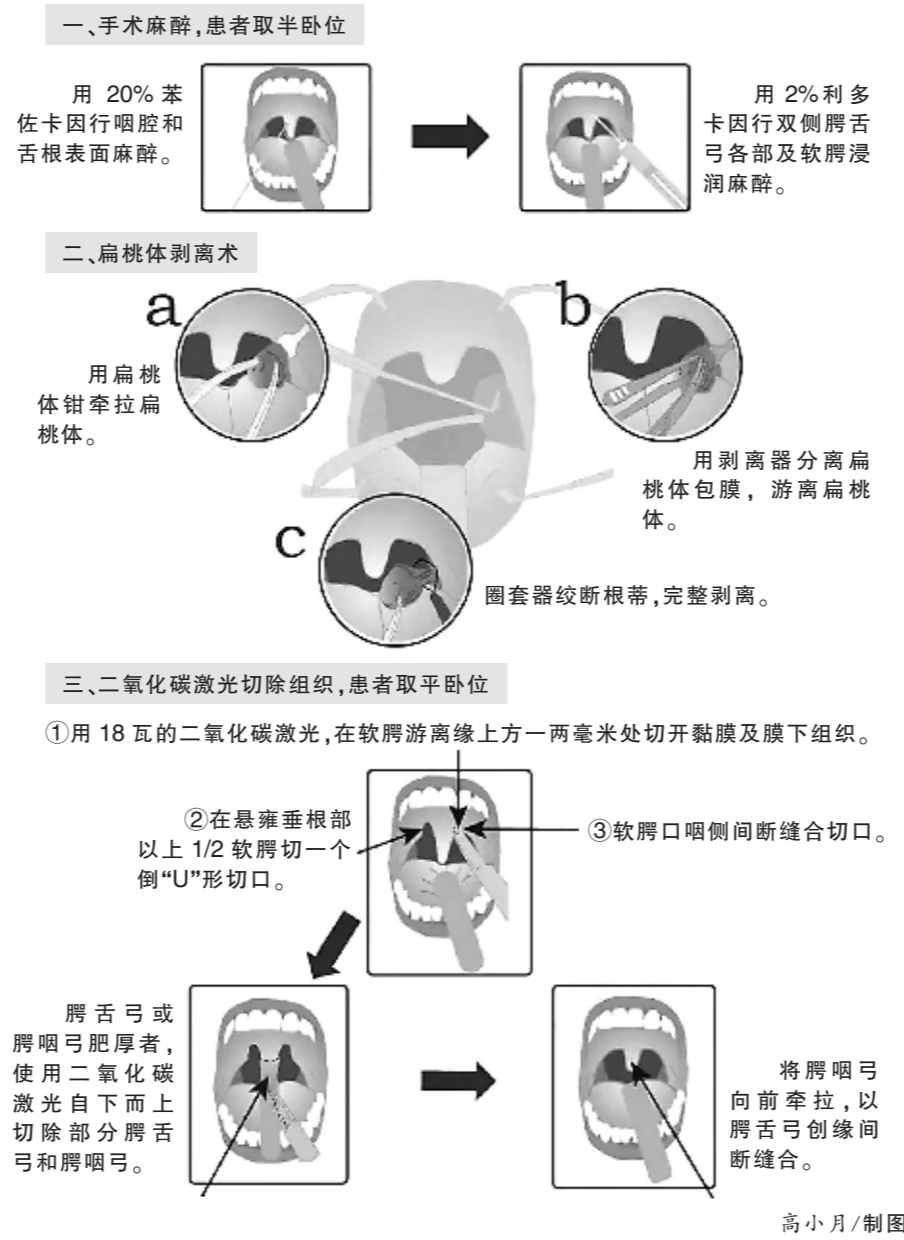 一、手术麻醉,患者取半卧位
用 20% 苯
佐卡因行咽腔和
舌根表面麻醉。
用 2%利多
卡因行双侧腭舌
弓各部及软腭浸
润麻醉。
二、扁桃体剥离术
a
用扁桃
体钳牵拉扁
桃体。
b
用剥离器分离扁
桃体包膜，游离扁桃
体。
c
圈套器绞断根蒂,完整剥离。
三、二氧化碳激光切除组织,患者取平卧位
①用 18 瓦的二氧化碳激光,在软腭游离缘上方一两毫米处切开黏膜及膜下组织。
②在悬雍垂根部
以上 1/2 软腭切一个
倒“U”形切口。
③软腭口咽侧间断缝合切口。
腭舌弓或
腭咽弓肥厚者，
使用二氧化碳
激光自下而上
切除部分腭舌
弓和腭咽弓。
将腭咽弓
向前牵拉，以
腭舌弓创缘间
断缝合。
高小月/制图